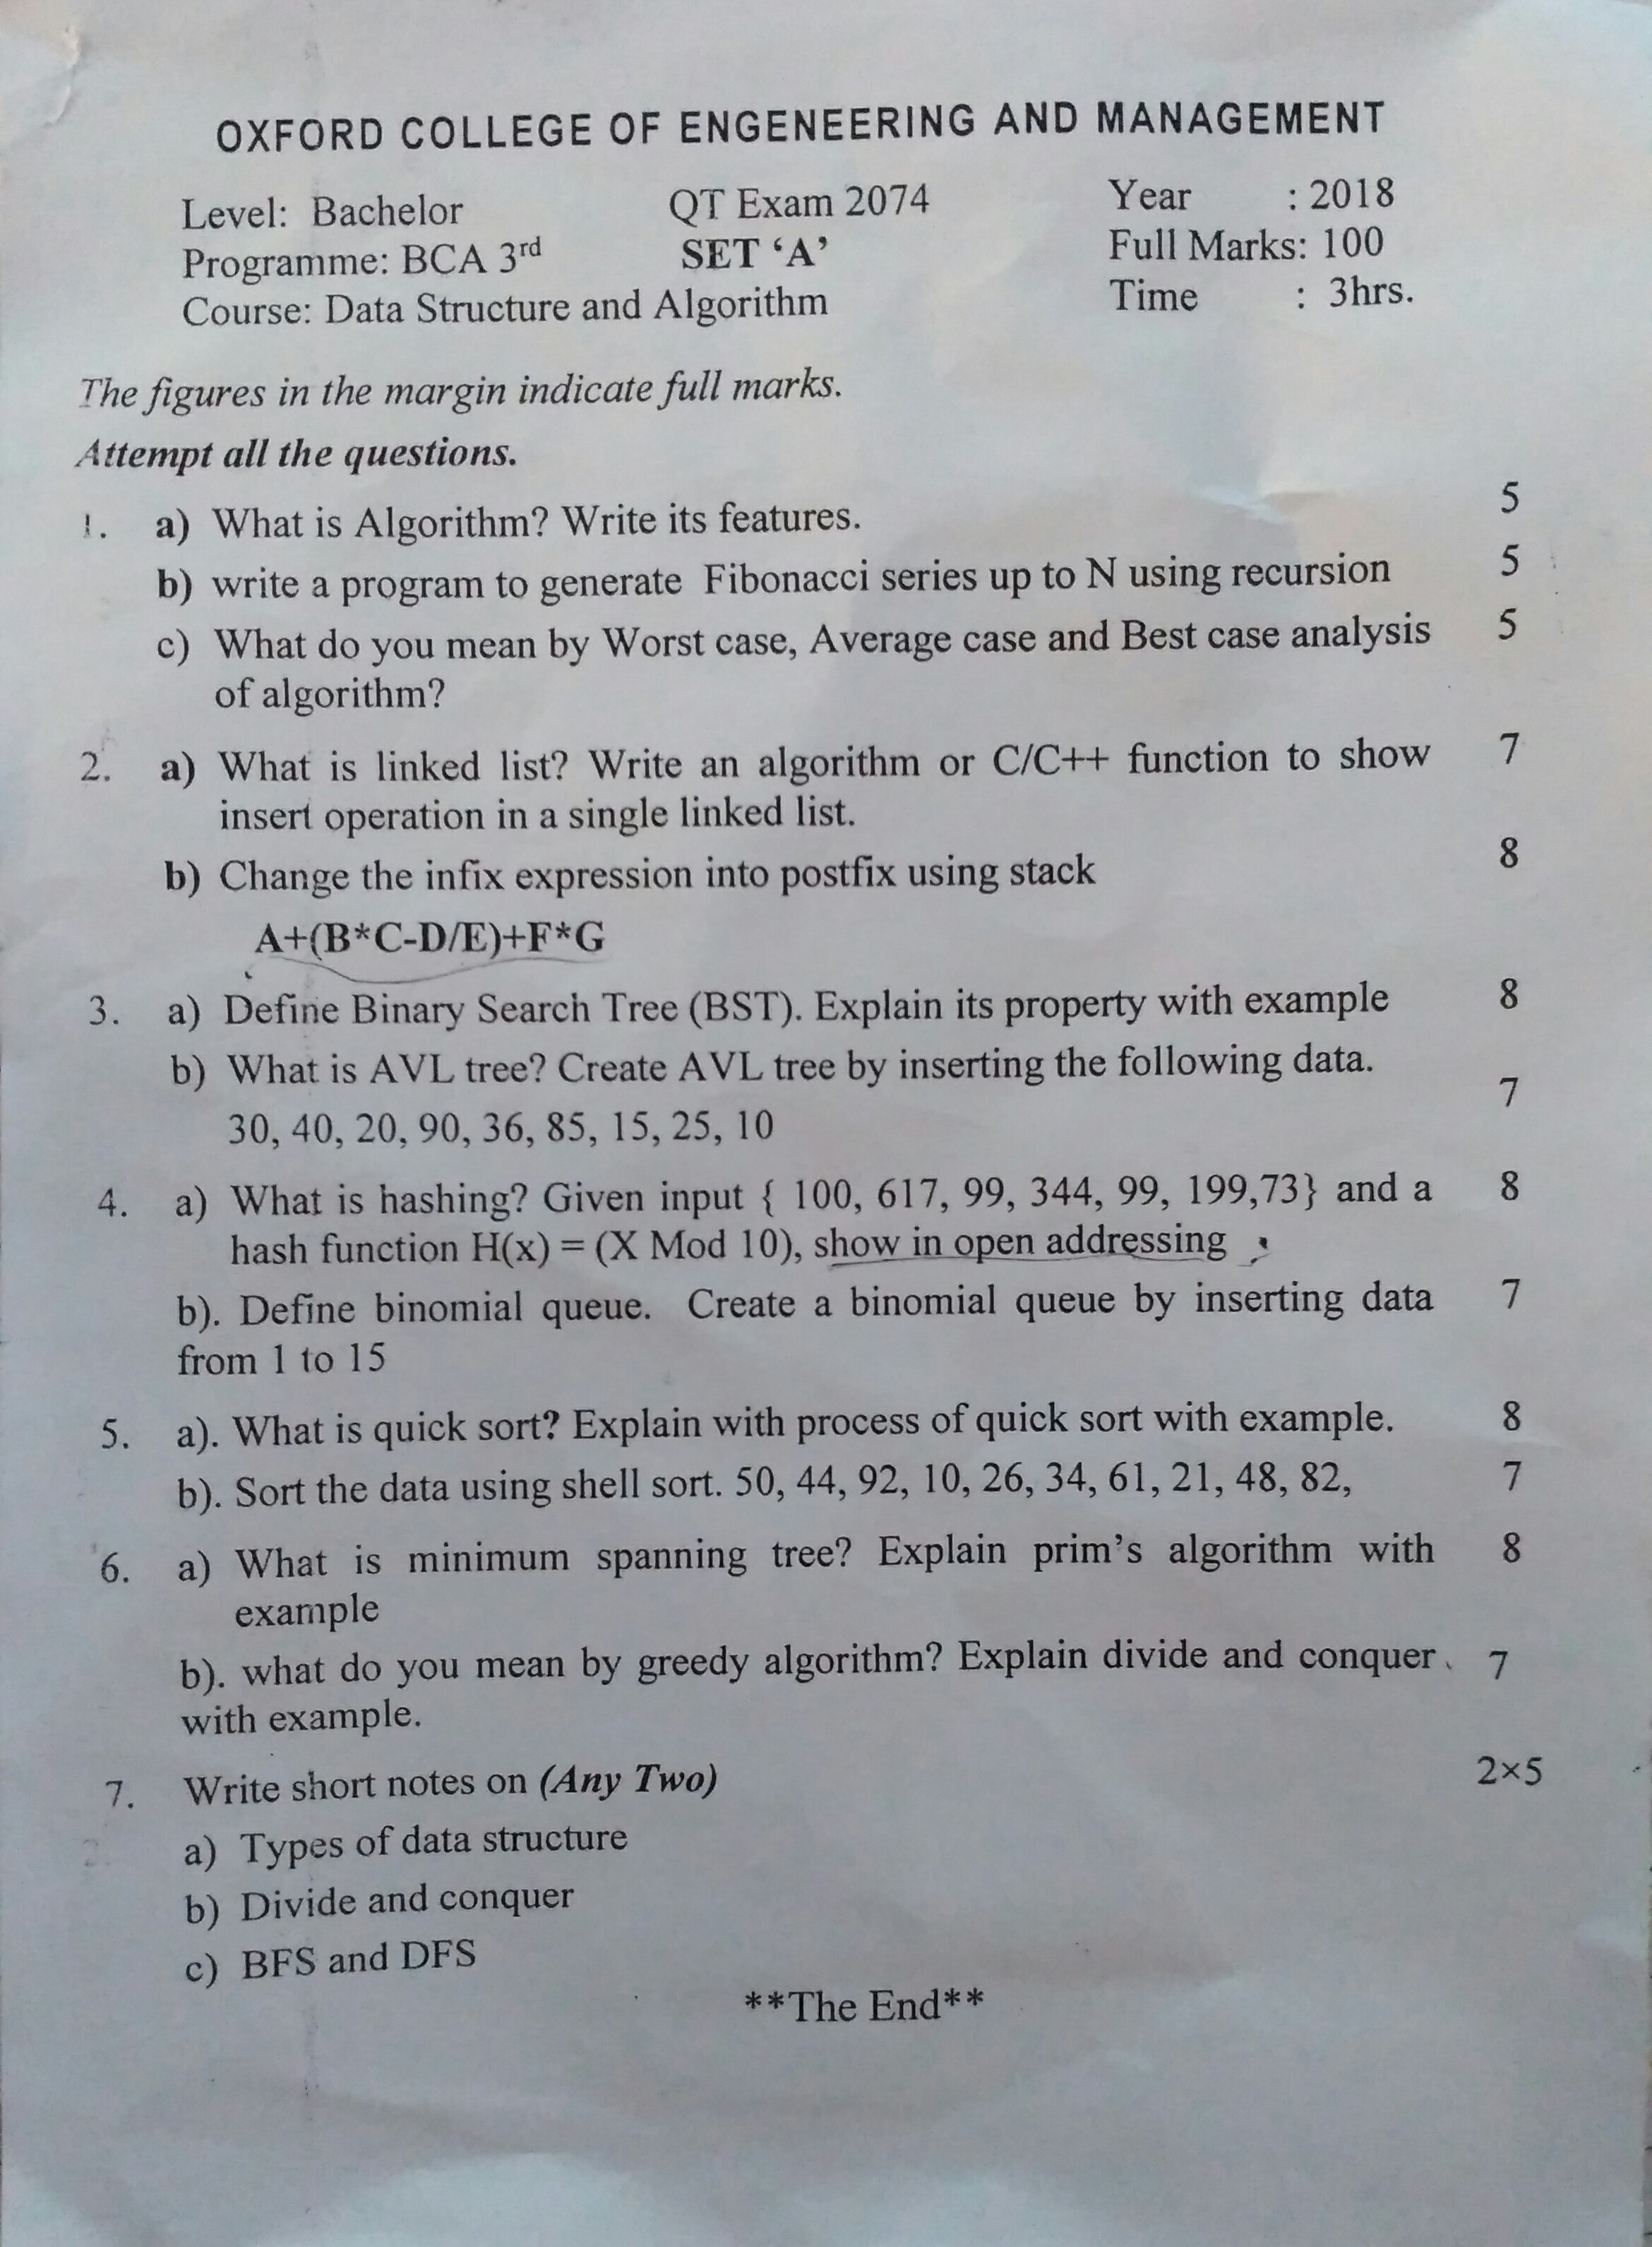 OXFORD COLLEGE OF ENGENEERING AND MANAGEMENT
Level: Bachelor QT Exam 2074 Year : 2018
Programme: BCA 3rd SET ‘A’ Full Marks: 100
Course: Data Structure and Algorithm Time : 3hrs.
The figures in the margin indicate full marks.
Attempt all the questions.
1. a) What is Algorithm? Write its features. 5
b) write a program to generate Fibonacci series up to N using recursion 5
c) What do you mean by Worst case, Average case and Best case analysis 5
of algorithm?
2. a) What is linked list? Write an algorithm or C/C++ function to show 7
insert operation in a single linked list.
b) Change the infix expression into postfix using stack 8
A+(B*C-D/E)+F*G
3. a) Define Binary Search Tree (BST). Explain its property with example 8
b) What is AVL tree? Create AVL tree by inserting the following data. 7
30, 40, 20, 90, 36, 85, 15, 25, 10
4. a) What is hashing? Given input { 100, 617, 99, 344, 99, 199,73} and a 8
hash function H(x) = (X Mod 10), show in open addressing
b). Define binomial queue. Create a binomial queue by inserting data 7
from 1 to 15
5. a). What is quick sort? Explain with process of quick sort with example. 8
b). Sort the data using shell sort. 50, 44, 92, 10, 26, 34, 61, 21, 48, 82, 7
6. a) What is minimum spanning tree? Explain prim’s algorithm with 8
example
b). what do you mean by greedy algorithm? Explain divide and conquer 7
with example.
7. Write short notes on (Any Two) 2×5
a) Types of data structure
b) Divide and conquer
c) BFS and DFS
**The End**